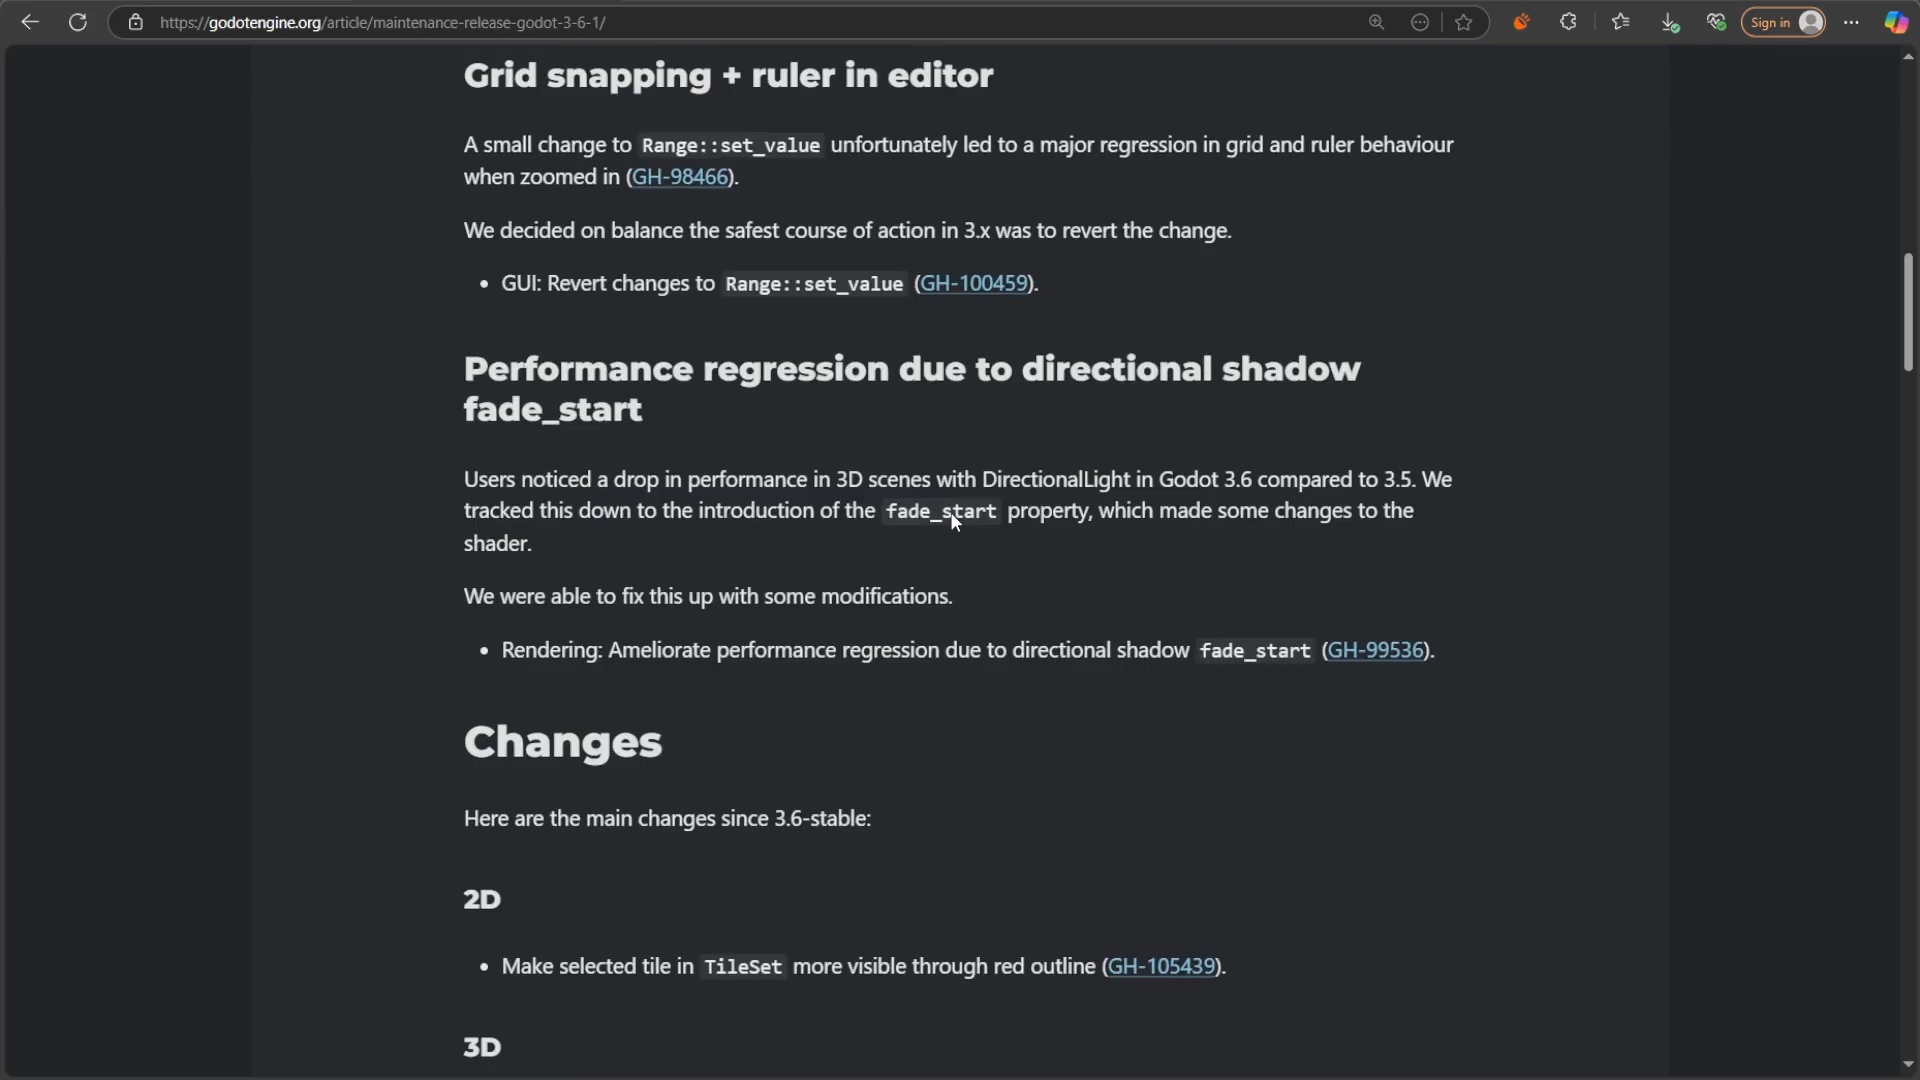 https://godotengine.org/article/maintenance-release-godot-3-6-1/
Sign in
Grid snapping + ruler in editor
A small change to Range::set_value unfortunately led to a major regression in grid and ruler behaviour
when zoomed in (GH-98466).
We decided on balance the safest course of action in 3.x was to revert the change.
• GUI: Revert changes to Range::set_value (GH-100459).
Performance regression due to directional shadow
fade_start
Users noticed a drop in performance in 3D scenes with DirectionalLight in Godot 3.6 compared to 3.5. We
tracked this down to the introduction of the fade_start property, which made some changes to the
shader.
We were able to fix this up with some modifications.
• Rendering: Ameliorate performance regression due to directional shadow fade_start (GH-99536).
Changes
Here are the main changes since 3.6-stable:
2D
• Make selected tile in TileSet more visible through red outline (GH-105439).
3D